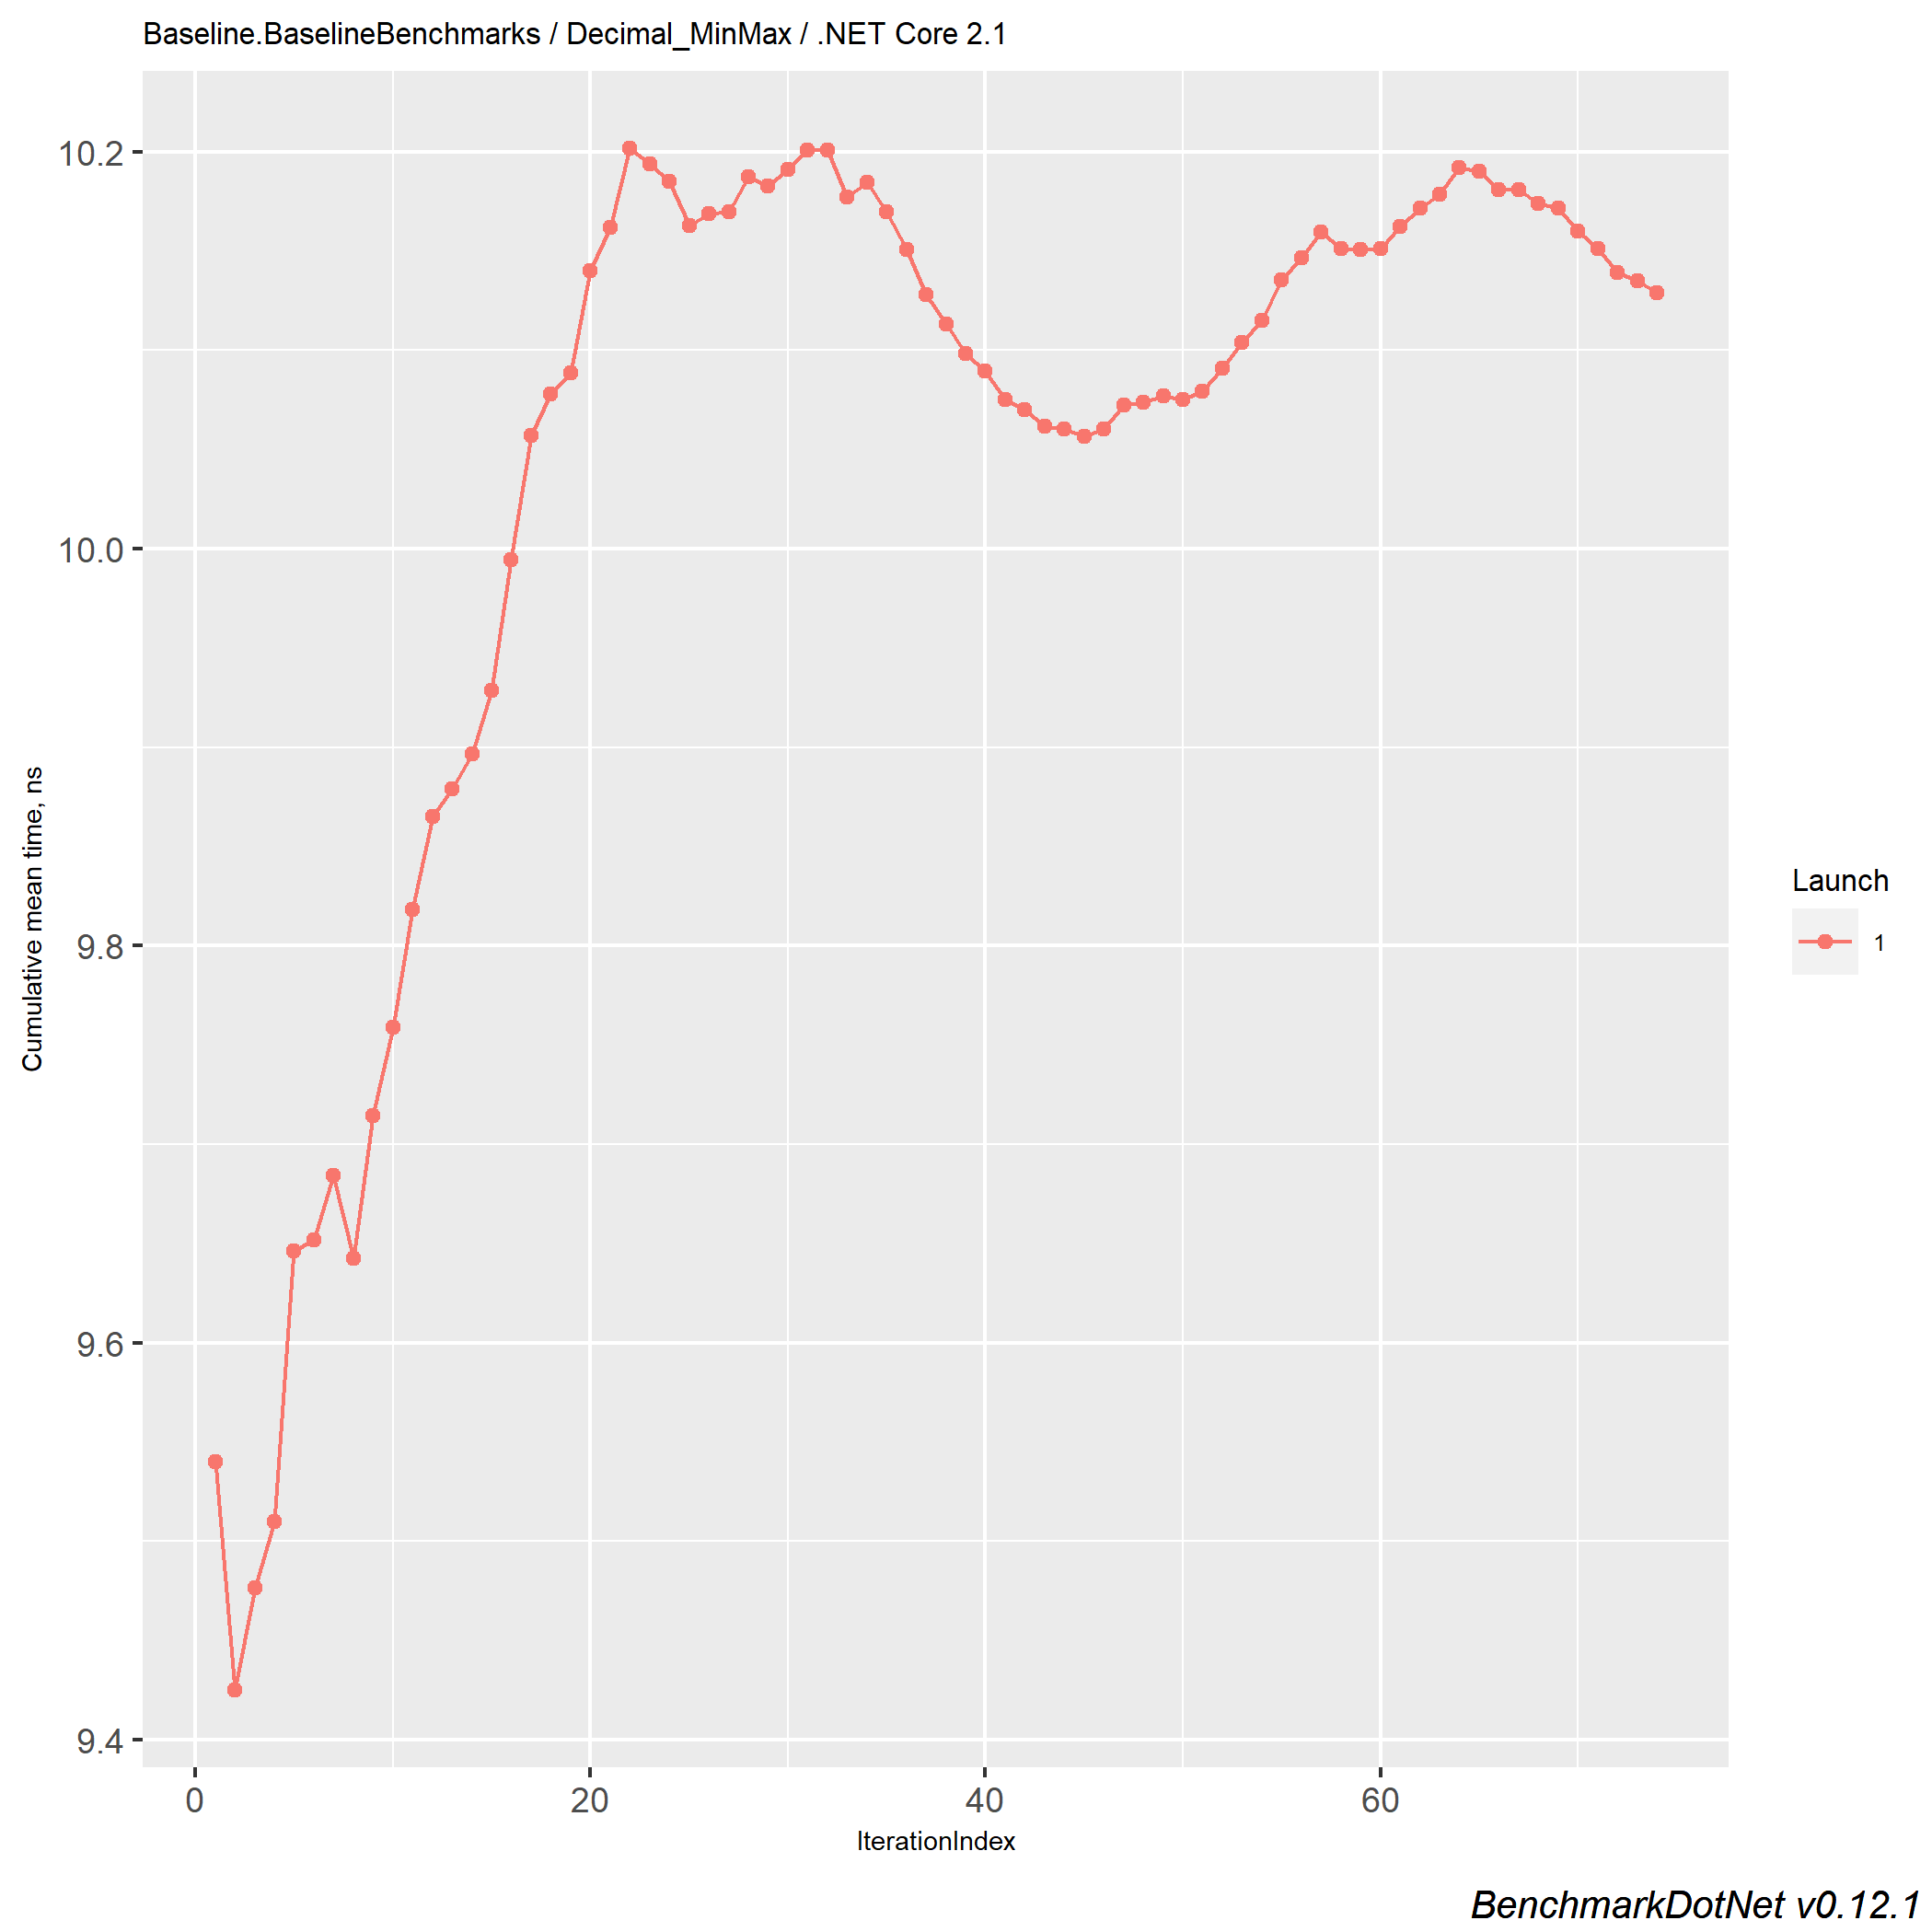 Baseline.BaselineBenchmarks / Decimal_MinMax / .NET Core 2.1
Cumulative mean time, ns
10.2
10.0
9.8
9.6
9.4
0 20 40 60
IterationIndex
Launch
1
BenchmarkDotNet v0.12.1